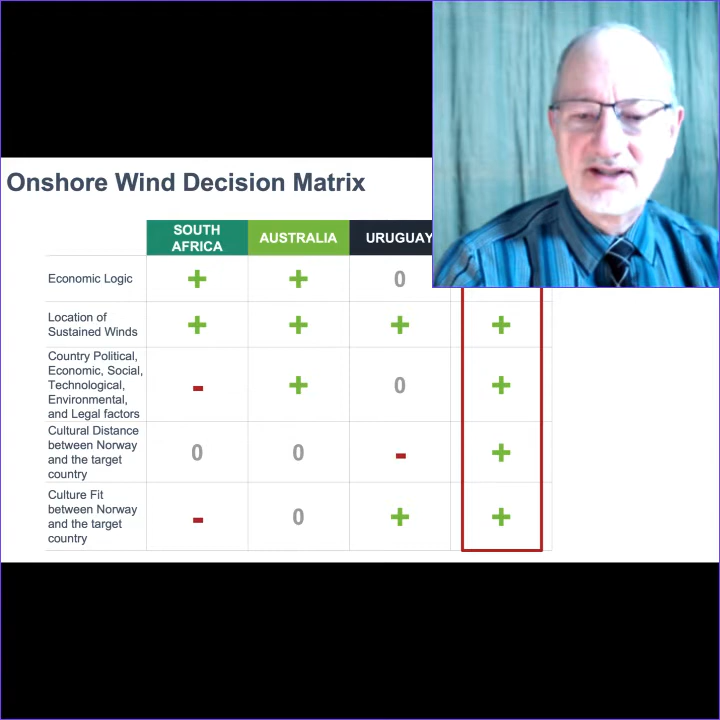 Onshore Wind Decision Matrix
SOUTH
AFRICA
AUSTRALIA
URUGUAY
Economic Logic
+ + 0
Location of
Sustained Winds
+ + + +
Country Political,
Economic, Social,
Technological,
Environmental,
and Legal factors
- + 0 +
Cultural Distance
between Norway
and the target
country
0 0 - +
Culture Fit
between Norway
and the target
country
- 0 + +